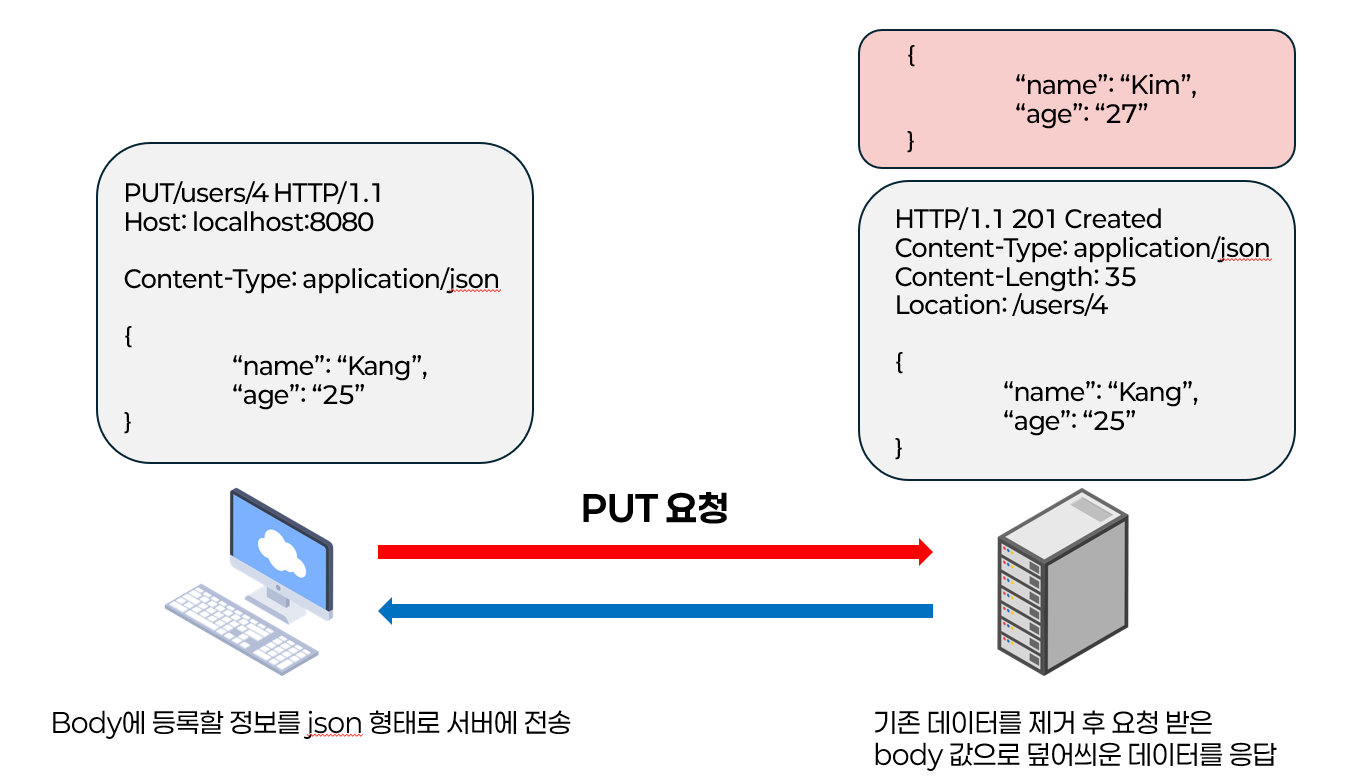 {
“name”: “Kim”,
“age”: “27”
}
PUT/users/4 HTTP/1.1
Host: localhost:8080
Content-Type: application/json
{
“name”: “Kang”,
“age”: “25”
}
HTTP/1.1 201 Created
Content-Type: application/json
Content-Length: 35
Location: /users/4
{
“name”: “Kang”,
“age”: “25”
}
PUT 요청
Body에 등록할 정보를 json 형태로 서버에 전송
기존 데이터를 제거 후 요청 받은
body 값으로 덮어씌운 데이터를 응답